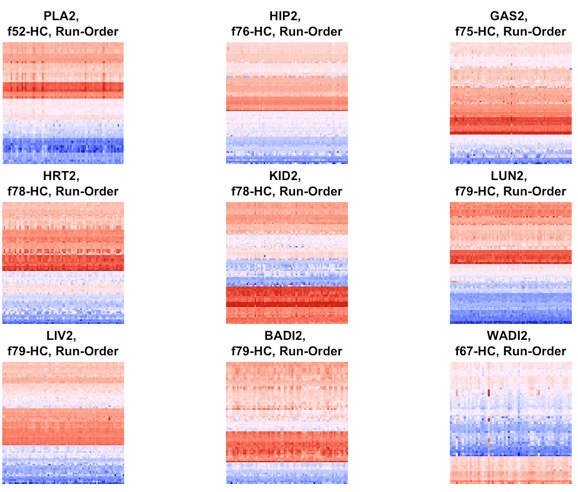 PLA2,
f52-HC, Run-Order
HIP2,
f76-HC, Run-Order
GAS2,
f75-HC, Run-Order
HRT2,
f78-HC, Run-Order
KID2,
f78-HC, Run-Order
LUN2,
f79-HC, Run-Order
LIV2,
f79-HC, Run-Order
BADI2,
f79-HC, Run-Order
WADI2,
f67-HC, Run-Order